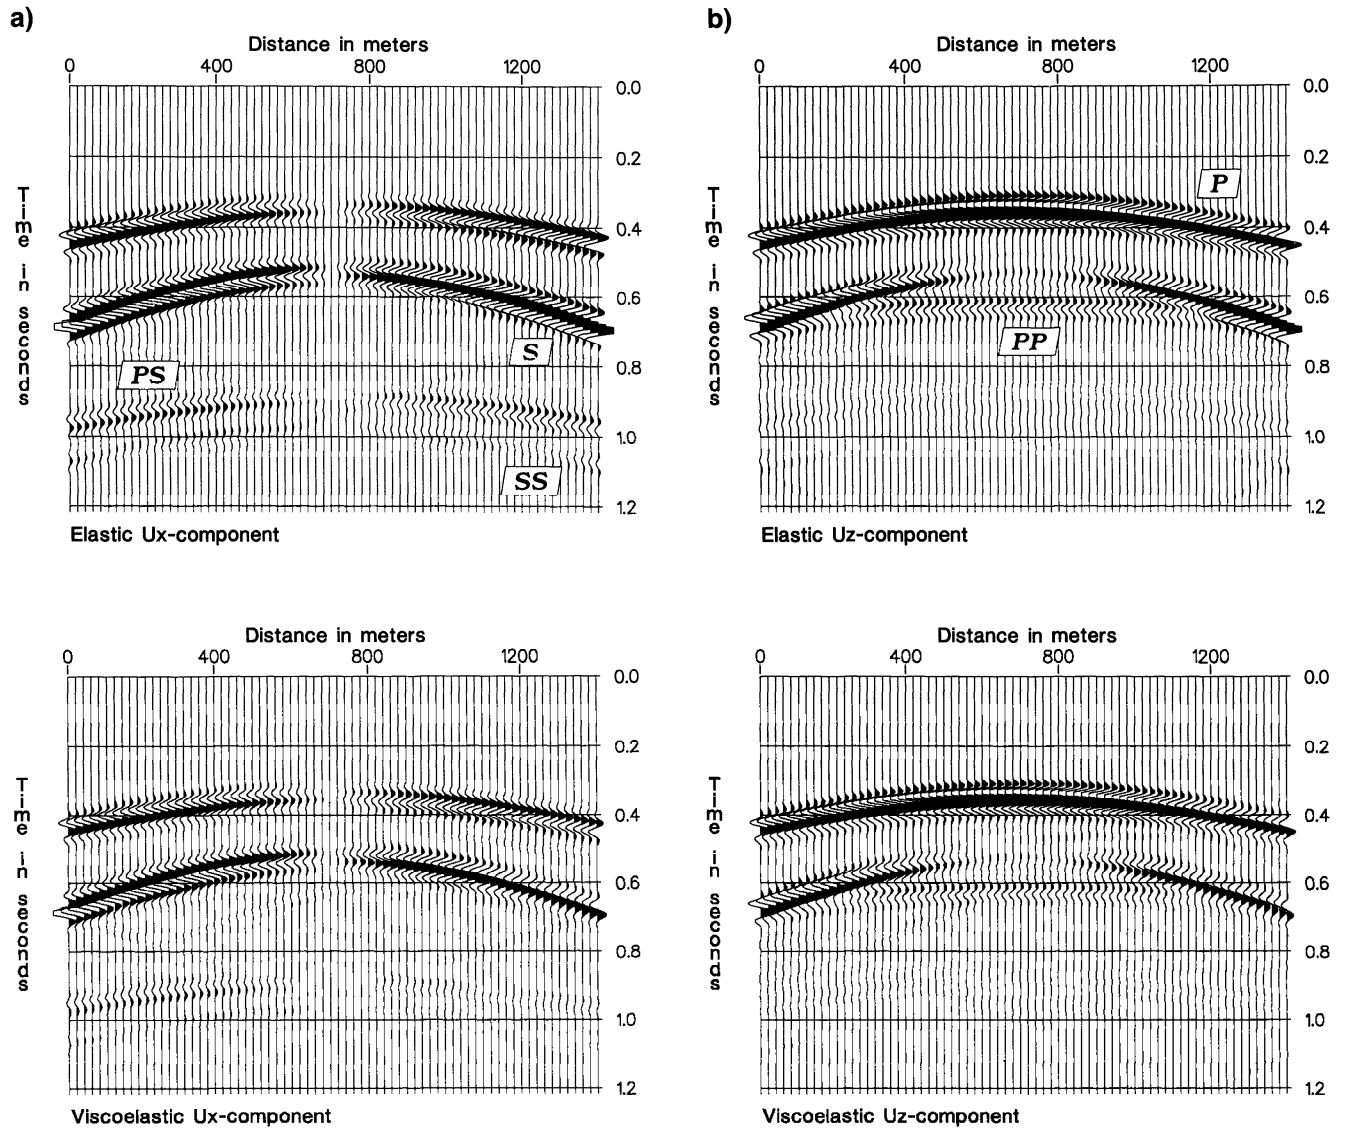 a)
Distance in meters
0 400 800 1200
0.0
0.2
0.4
0.6
0.8
1.0
1.2
Time in seconds
PS
S
SS
Elastic Ux-component
b)
Distance in meters
0 400 800 1200
0.0
0.2
0.4
0.6
0.8
1.0
1.2
Time in seconds
P
PP
Elastic Uz-component
Distance in meters
0 400 800 1200
0.0
0.2
0.4
0.6
0.8
1.0
1.2
Time in seconds
Viscoelastic Ux-component
Distance in meters
0 400 800 1200
0.0
0.2
0.4
0.6
0.8
1.0
1.2
Time in seconds
Viscoelastic Uz-component